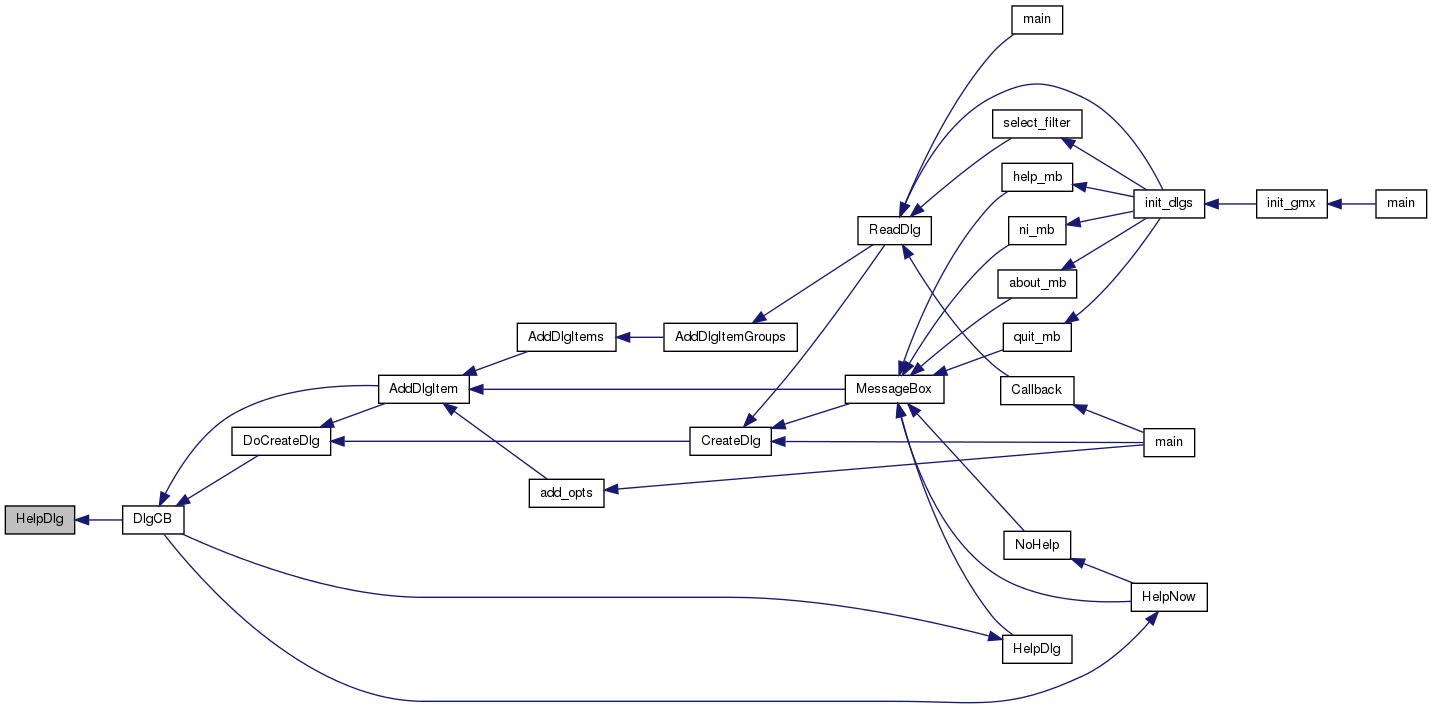 main
select_filter
help_mb
init_dlgs
init_gmx
main
ni_mb
ReadDlg
about_mb
AddDlgItems
AddDlgItemGroups
quit_mb
AddDlgItem
MessageBox
Callback
DoCreateDlg
CreateDlg
main
add_opts
HelpDlg
DlgCB
NoHelp
HelpNow
HelpDlg